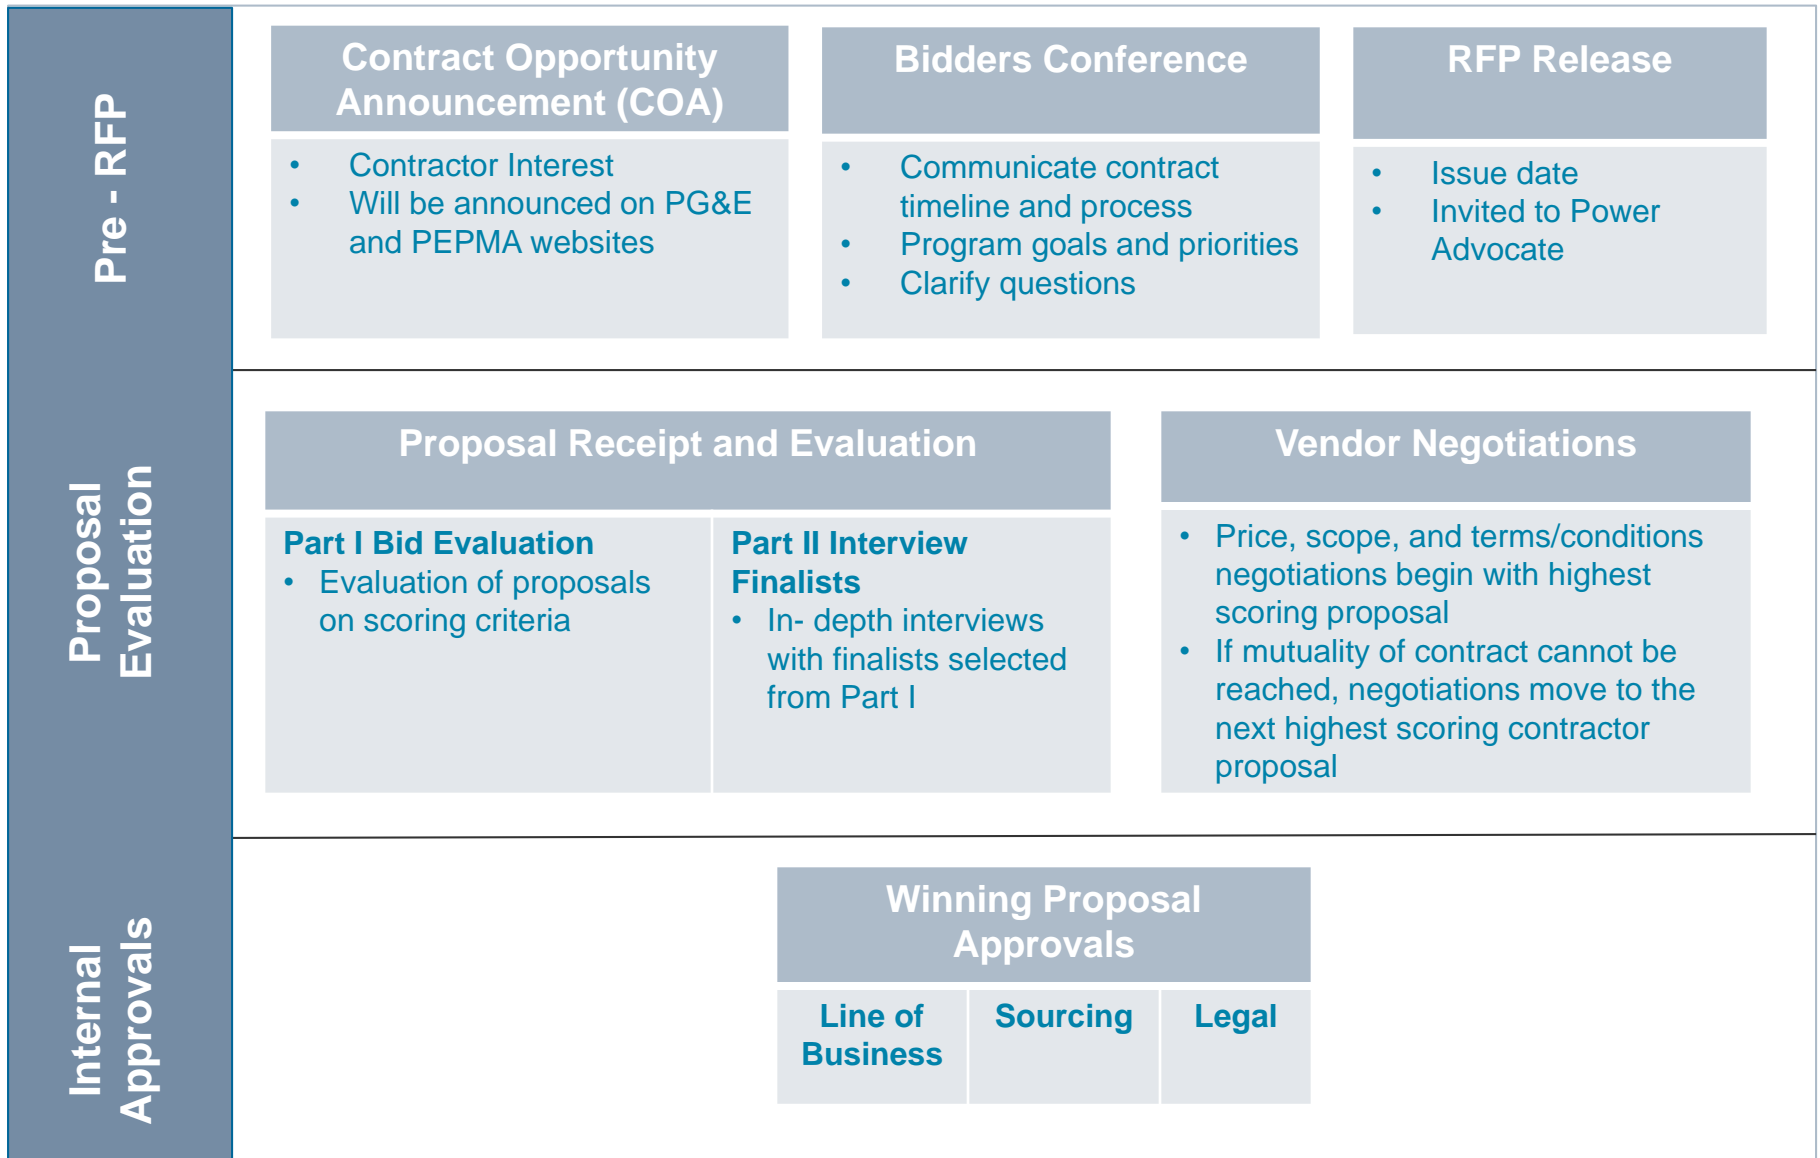 Pre - RFP
Contract Opportunity
Announcement (COA)
• Contractor Interest
• Will be announced on PG&E
and PEPMA websites
Bidders Conference
• Communicate contract
timeline and process
• Program goals and priorities
• Clarify questions
RFP Release
• Issue date
• Invited to Power
Advocate
Proposal
Evaluation
Proposal Receipt and Evaluation
Part I Bid Evaluation
• Evaluation of proposals
on scoring criteria
Part II Interview
Finalists
• In- depth interviews
with finalists selected
from Part I
Vendor Negotiations
• Price, scope, and terms/conditions
negotiations begin with highest
scoring proposal
• If mutuality of contract cannot be
reached, negotiations move to the
next highest scoring contractor
proposal
Internal
Approvals
Winning Proposal
Approvals
Line of
Business
Sourcing
Legal